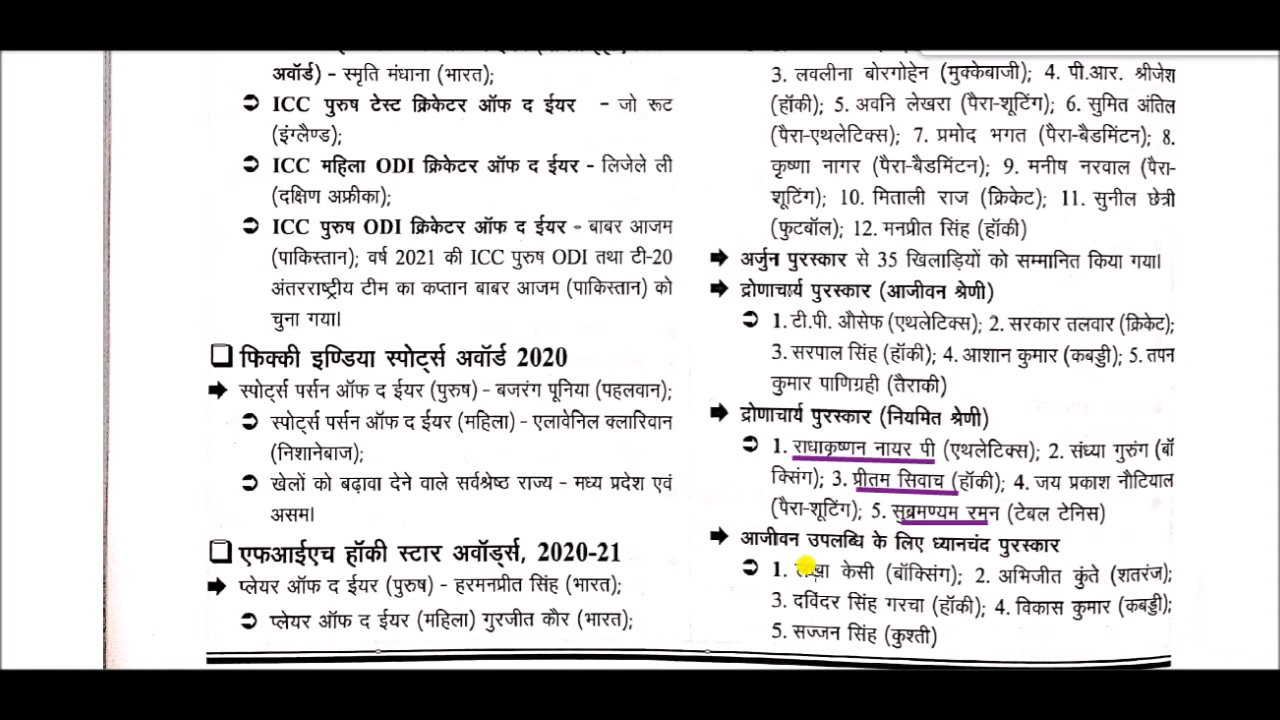 अवॉर्ड) - स्मृति मंधाना (भारत);
➲ ICC पुरुष टेस्ट क्रिकेटर ऑफ द ईयर - जो रूट
(इंग्लैण्ड);
➲ ICC महिला ODI क्रिकेटर ऑफ द ईयर - लिजेले ली
(दक्षिण अफ्रीका);
➲ ICC पुरुष ODI क्रिकेटर ऑफ द ईयर - बाबर आजम
(पाकिस्तान); वर्ष 2021 की ICC पुरुष ODI तथा टी-20
अंतरराष्ट्रीय टीम का कप्तान बाबर आजम (पाकिस्तान) को
चुना गया।
❑ फिक्की इण्डिया स्पोर्ट्स अवॉर्ड 2020
➡ स्पोर्ट्स पर्सन ऑफ द ईयर (पुरुष) - बजरंग पूनिया (पहलवान);
➲ स्पोर्ट्स पर्सन ऑफ द ईयर (महिला) - एलावेनिल क्लारिवान
(निशानेबाज);
➲ खेलों को बढ़ावा देने वाले सर्वश्रेष्ठ राज्य - मध्य प्रदेश एवं
असम।
❑ एफआईएच हॉकी स्टार अवॉर्ड्स, 2020-21
➡ प्लेयर ऑफ द ईयर (पुरुष) - हरमनप्रीत सिंह (भारत);
➲ प्लेयर ऑफ द ईयर (महिला) गुरजीत कौर (भारत);
3. लवलीना बोरगोहेन (मुक्केबाजी); 4. पी.आर. श्रीजेश
(हॉकी); 5. अवनि लेखरा (पैरा-शूटिंग); 6. सुमित अंतिल
(पैरा-एथलेटिक्स); 7. प्रमोद भगत (पैरा-बैडमिंटन); 8.
कृष्णा नागर (पैरा-बैडमिंटन); 9. मनीष नरवाल (पैरा-
शूटिंग); 10. मिताली राज (क्रिकेट); 11. सुनील छेत्री
(फुटबॉल); 12. मनप्रीत सिंह (हॉकी)
➡ अर्जुन पुरस्कार से 35 खिलाड़ियों को सम्मानित किया गया।
➡ द्रोणाचार्य पुरस्कार (आजीवन श्रेणी)
➲ 1. टी.पी. औसेफ (एथलेटिक्स); 2. सरकार तलवार (क्रिकेट);
3. सरपाल सिंह (हॉकी); 4. आशान कुमार (कबड्डी); 5. तपन
कुमार पाणिग्रही (तैराकी)
➡ द्रोणाचार्य पुरस्कार (नियमित श्रेणी)
➲ 1. राधाकृष्णन नायर पी (एथलेटिक्स); 2. संध्या गुरुंग (बॉ
क्सिंग); 3. प्रीतम सिवाच (हॉकी); 4. जय प्रकाश नौटियाल
(पैरा-शूटिंग); 5. सुब्रमण्यम रमन (टेबल टेनिस)
➡ आजीवन उपलब्धि के लिए ध्यानचंद पुरस्कार
➲ 1. लेखा केसी (बॉक्सिंग); 2. अभिजीत कुंते (शतरंज);
3. दविंदर सिंह गरचा (हॉकी); 4. विकास कुमार (कबड्डी);
5. सज्जन सिंह (कुश्ती)